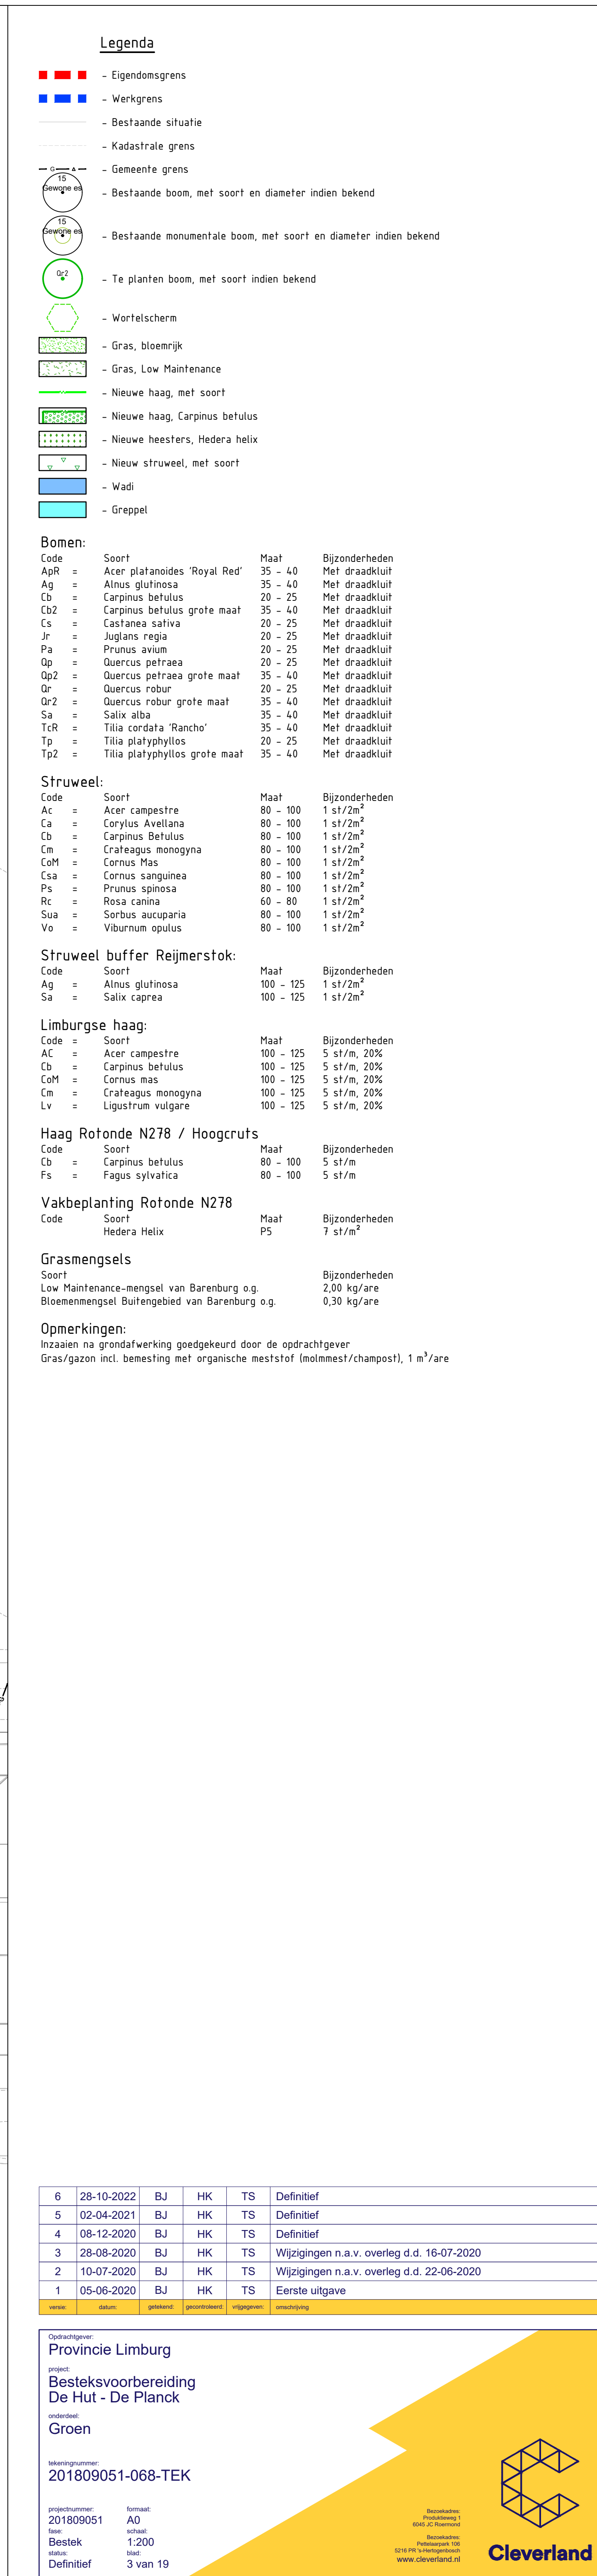 Legenda
- Eigendomsgrens
- Werkgrens
- Bestaande situatie
- Kadastrale grens
G - Gemeente grens
15
Gewone es
- Bestaande boom, met soort en diameter indien bekend
15
Gewone es
- Bestaande monumentale boom, met soort en diameter indien bekend
Qr2
- Te planten boom, met soort indien bekend
- Wortelscherm
- Gras, bloemrijk
- Gras, Low Maintenance
- Nieuwe haag, met soort
- Nieuwe haag, Carpinus betulus
- Nieuwe heesters, Hedera helix
- Nieuw struweel, met soort
- Wadi
- Greppel
Bomen:
Code Soort Maat Bijzonderheden
ApR = Acer platanoides 'Royal Red' 35 - 40 Met draadkluit
Ag = Alnus glutinosa 35 - 40 Met draadkluit
Cb = Carpinus betulus 20 - 25 Met draadkluit
Cb2 = Carpinus betulus grote maat 35 - 40 Met draadkluit
Cs = Castanea sativa 20 - 25 Met draadkluit
Jr = Juglans regia 20 - 25 Met draadkluit
Pa = Prunus avium 20 - 25 Met draadkluit
Qp = Quercus petraea 20 - 25 Met draadkluit
Qp2 = Quercus petraea grote maat 35 - 40 Met draadkluit
Qr = Quercus robur 20 - 25 Met draadkluit
Qr2 = Quercus robur grote maat 35 - 40 Met draadkluit
Sa = Salix alba 35 - 40 Met draadkluit
TcR = Tilia cordata 'Rancho' 35 - 40 Met draadkluit
Tp = Tilia platyphyllos 20 - 25 Met draadkluit
Tp2 = Tilia platyphyllos grote maat 35 - 40 Met draadkluit
Struweel:
Code Soort Maat Bijzonderheden
Ac = Acer campestre 80 - 100 1 st/2m²
Ca = Corylus Avellana 80 - 100 1 st/2m²
Cb = Carpinus Betulus 80 - 100 1 st/2m²
Cm = Crateagus monogyna 80 - 100 1 st/2m²
CoM = Cornus Mas 80 - 100 1 st/2m²
Csa = Cornus sanguinea 80 - 100 1 st/2m²
Ps = Prunus spinosa 80 - 100 1 st/2m²
Rc = Rosa canina 60 - 80 1 st/2m²
Sua = Sorbus aucuparia 80 - 100 1 st/2m²
Vo = Viburnum opulus 80 - 100 1 st/2m²
Struweel buffer Reijmerstok:
Code Soort Maat Bijzonderheden
Ag = Alnus glutinosa 100 - 125 1 st/2m²
Sa = Salix caprea 100 - 125 1 st/2m²
Limburgse haag:
Code = Soort Maat Bijzonderheden
AC = Acer campestre 100 - 125 5 st/m, 20%
Cb = Carpinus betulus 100 - 125 5 st/m, 20%
CoM = Cornus mas 100 - 125 5 st/m, 20%
Cm = Crateagus monogyna 100 - 125 5 st/m, 20%
Lv = Ligustrum vulgare 100 - 125 5 st/m, 20%
Haag Rotonde N278 / Hoogcruts
Code Soort Maat Bijzonderheden
Cb = Carpinus betulus 80 - 100 5 st/m
Fs = Fagus sylvatica 80 - 100 5 st/m
Vakbeplanting Rotonde N278
Code Soort Maat Bijzonderheden
Hedera Helix P5 7 st/m²
Grasmengsels
Soort Bijzonderheden
Low Maintenance-mengsel van Barenburg o.g. 2,00 kg/are
Bloemenmengsel Buitengebied van Barenburg o.g. 0,30 kg/are
Opmerkingen:
Inzaaien na grondafwerking goedgekeurd door de opdrachtgever
Gras/gazon incl. bemesting met organische meststof (molmmest/champost), 1 m³/are
6 28-10-2022 BJ HK TS Definitief
5 02-04-2021 BJ HK TS Definitief
4 08-12-2020 BJ HK TS Definitief
3 28-08-2020 BJ HK TS Wijzigingen n.a.v. overleg d.d. 16-07-2020
2 10-07-2020 BJ HK TS Wijzigingen n.a.v. overleg d.d. 22-06-2020
1 05-06-2020 BJ HK TS Eerste uitgave
versie: datum: getekend: gecontroleerd: vrijgegeven: omschrijving
Opdrachtgever:
Provincie Limburg
project:
Besteksvoorbereiding
De Hut - De Planck
onderdeel:
Groen
tekeningnummer:
201809051-068-TEK
projectnummer: formaat:
201809051 A0
fase: schaal:
Bestek 1:200
status: blad:
Definitief 3 van 19
Bezoekadres:
Produktieweg 1
6045 JC Roermond
Bezoekadres:
Pettelaarpark 106
5216 PR 's-Hertogenbosch
www.cleverland.nl
Cleverland